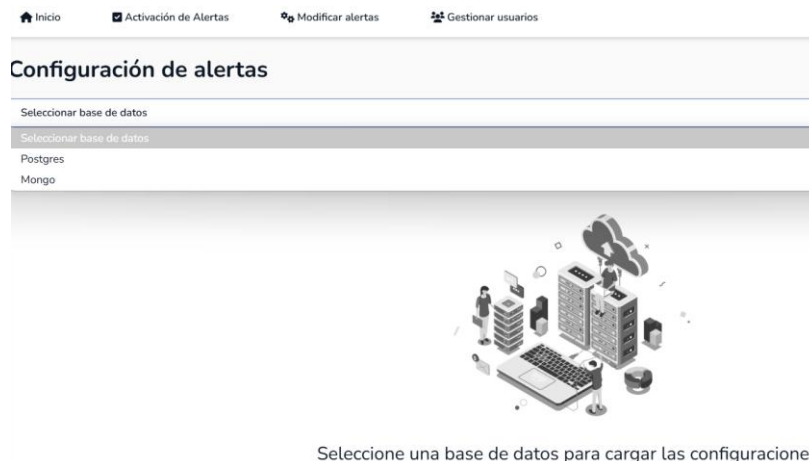 Inicio Activación de Alertas Modificar alertas Gestionar usuarios
Configuración de alertas
Seleccionar base de datos
Seleccionar base de datos
Postgres
Mongo
Seleccione una base de datos para cargar las configuracione